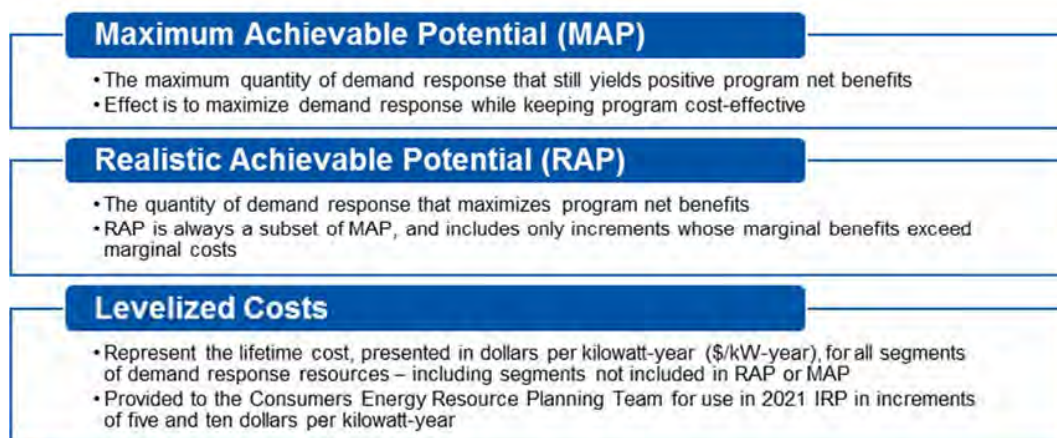 Maximum Achievable Potential (MAP)
• The maximum quantity of demand response that still yields positive program net benefits
• Effect is to maximize demand response while keeping program cost-effective
Realistic Achievable Potential (RAP)
• The quantity of demand response that maximizes program net benefits
• RAP is always a subset of MAP, and includes only increments whose marginal benefits exceed
marginal costs
Levelized Costs
• Represent the lifetime cost, presented in dollars per kilowatt-year ($/kW-year), for all segments
of demand response resources – including segments not included in RAP or MAP
• Provided to the Consumers Energy Resource Planning Team for use in 2021 IRP in increments
of five and ten dollars per kilowatt-year